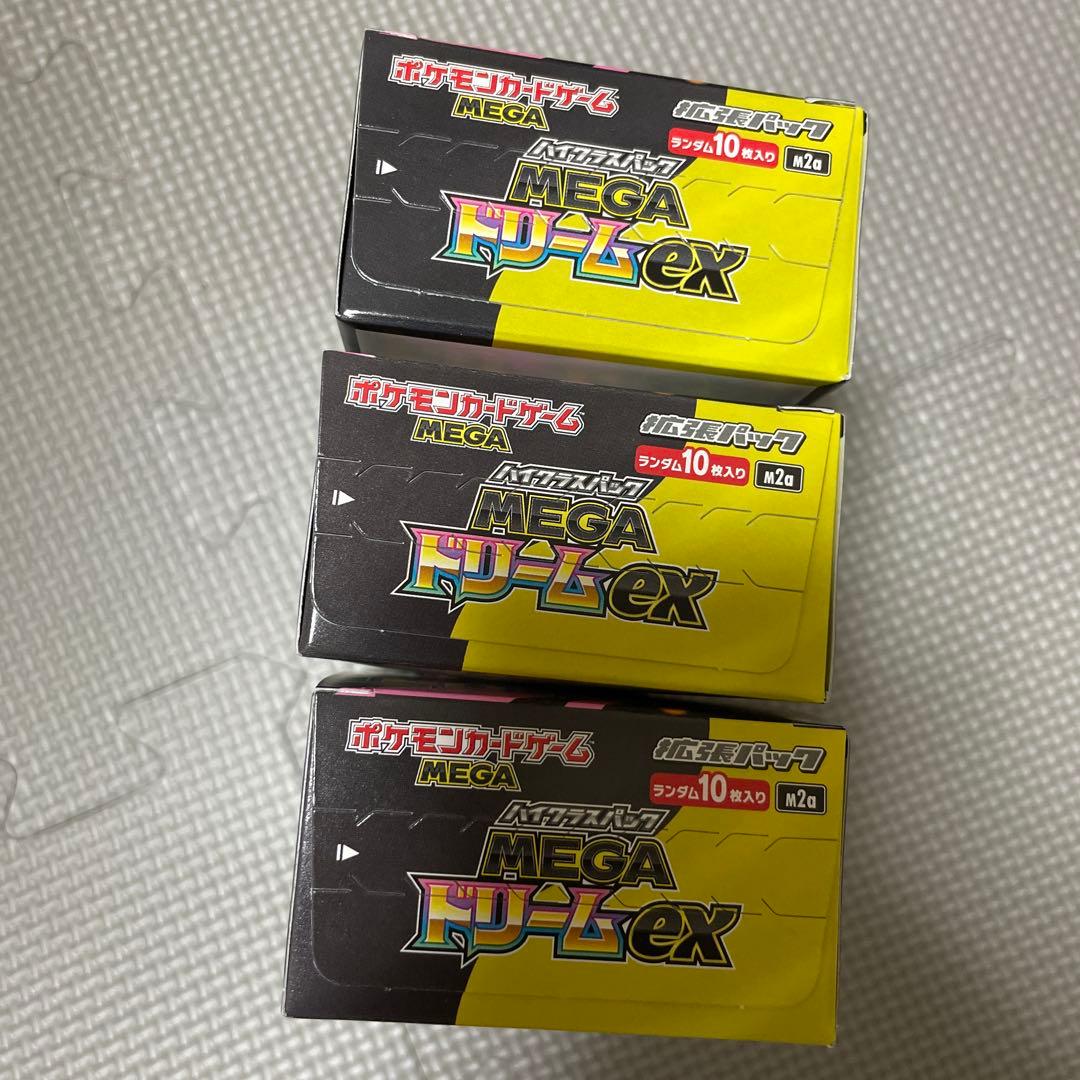 ポケモンカードゲーム
MEGA
拡張パック
ランダム10枚入り
M2a
ハイクラスパック
MEGA
ドリームex
ポケモンカードゲーム
MEGA
拡張パック
ランダム10枚入り
M2a
ハイクラスパック
MEGA
ドリームex
ポケモンカードゲーム
MEGA
拡張パック
ランダム10枚入り
M2a
ハイクラスパック
MEGA
ドリームex